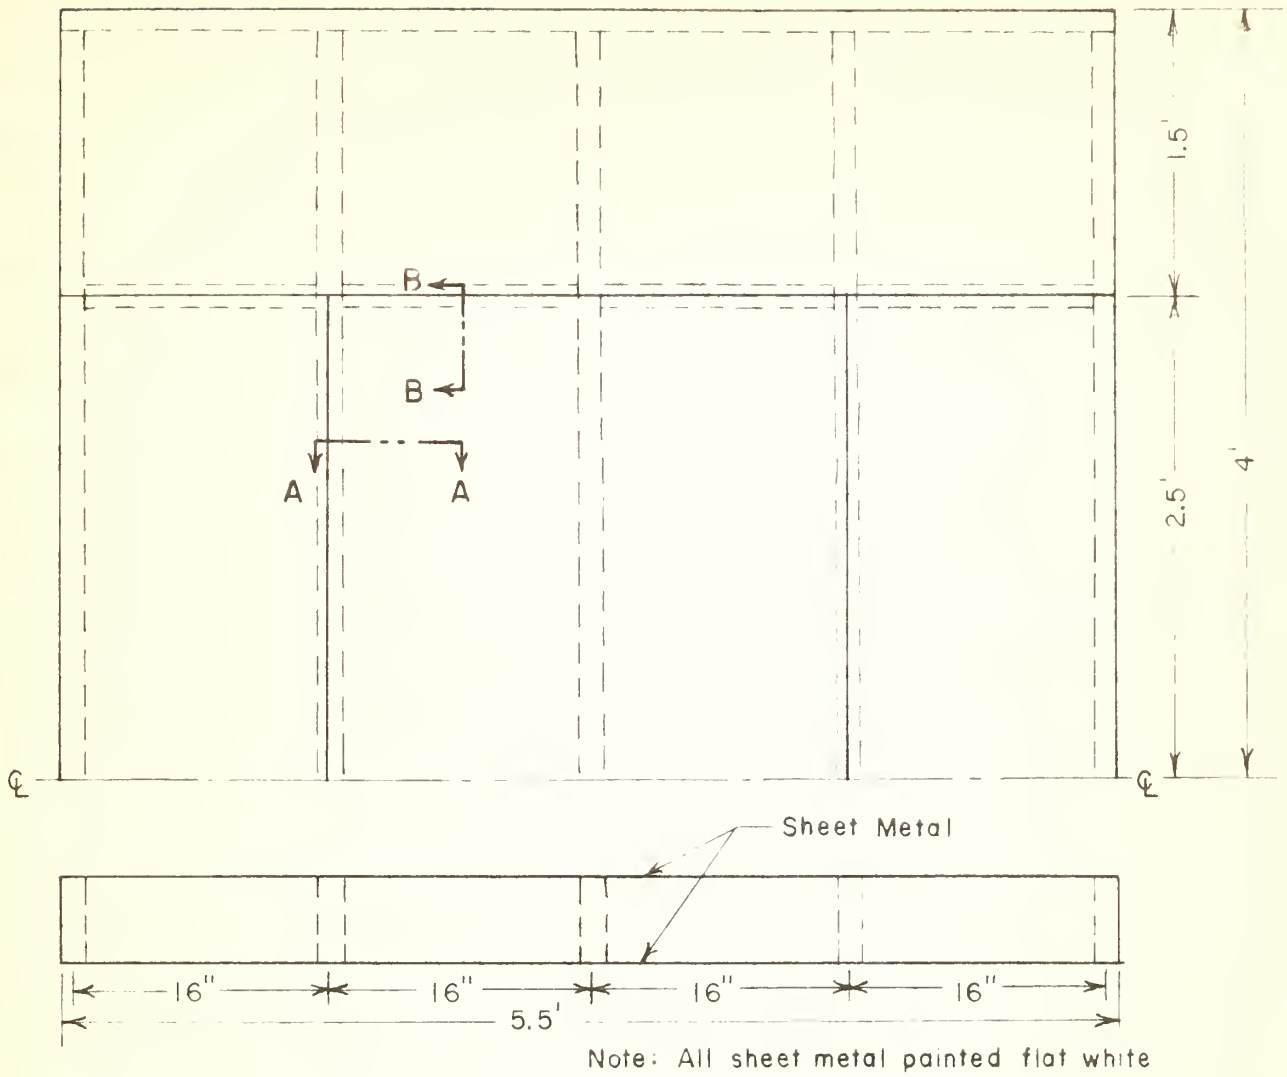 1.5'
B
B
4'
2.5'
A A
℄ ℄
Sheet Metal
16" 16" 16" 16"
5.5'
Note: All sheet metal painted flat white